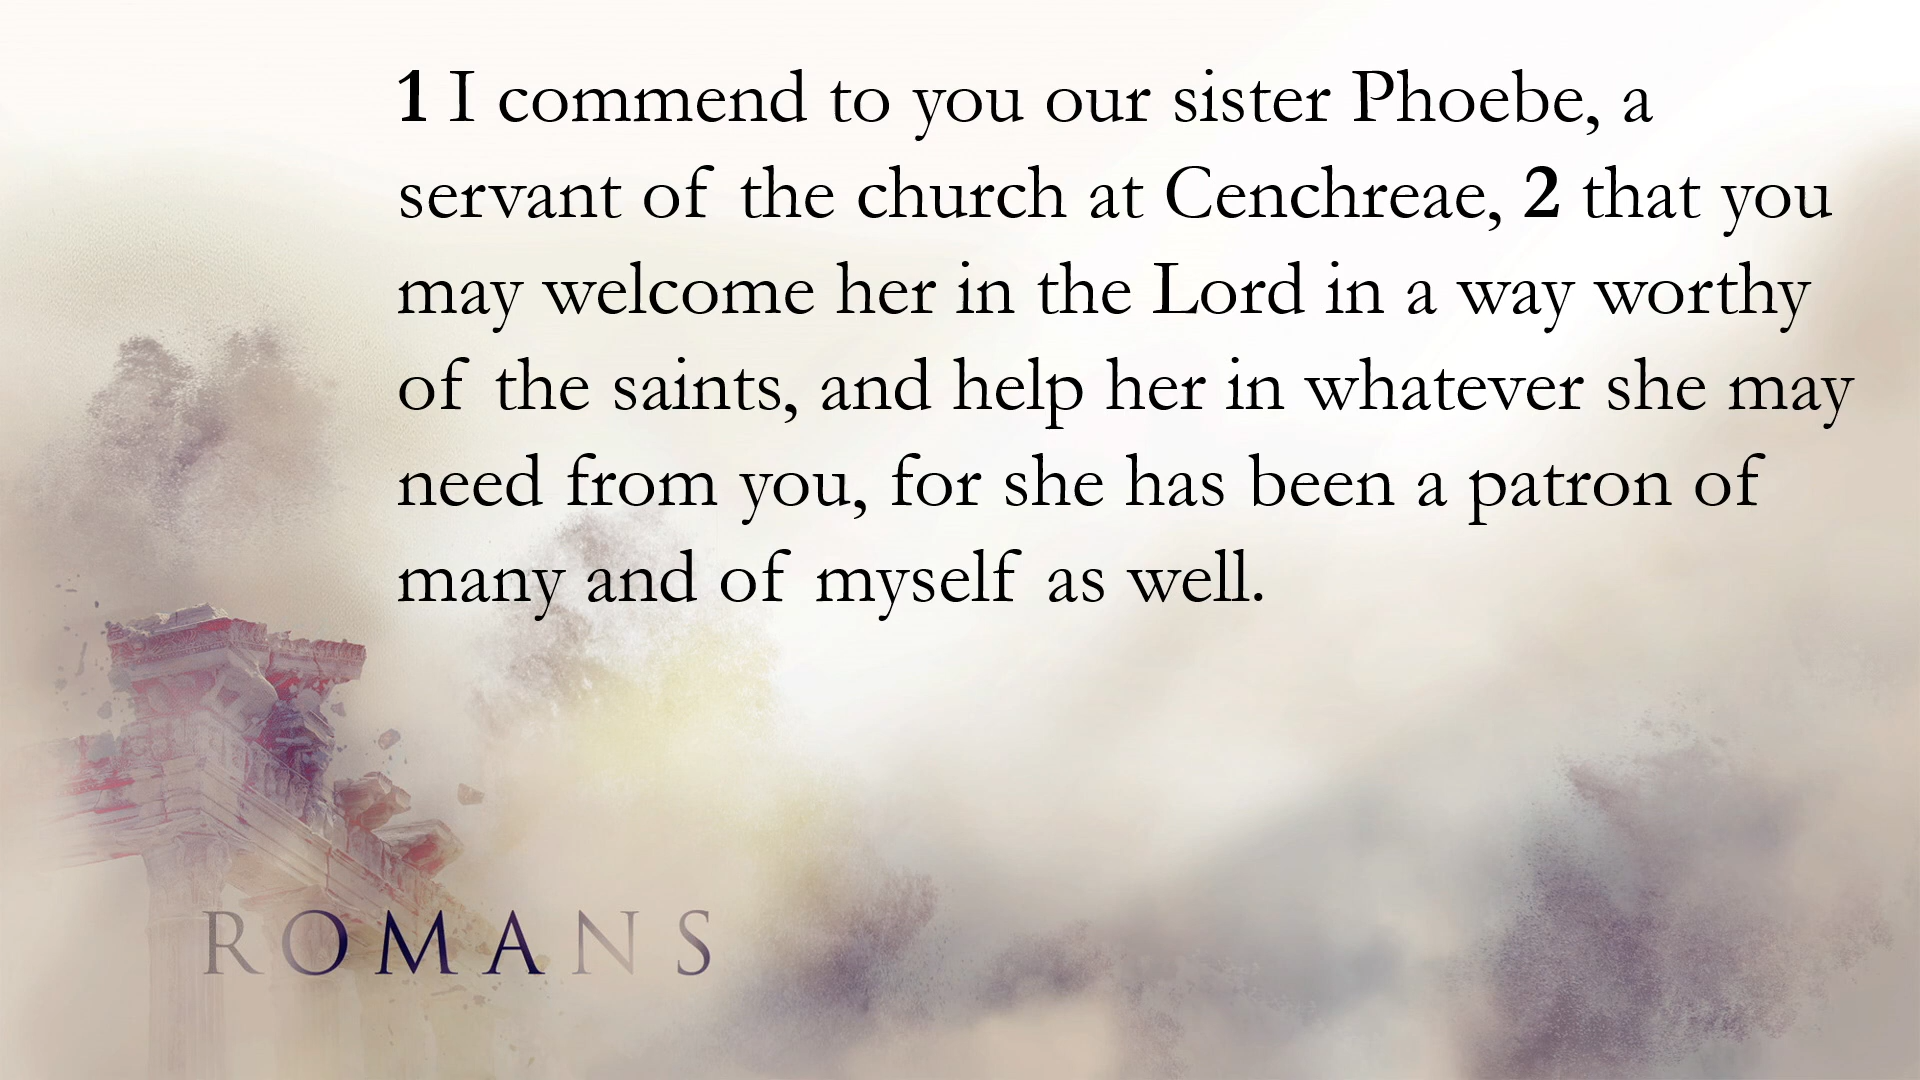 1 I commend to you our sister Phoebe, a
servant of the church at Cenchreae, 2 that you
may welcome her in the Lord in a way worthy
of the saints, and help her in whatever she may
need from you, for she has been a patron of
many and of myself as well.
ROMANS